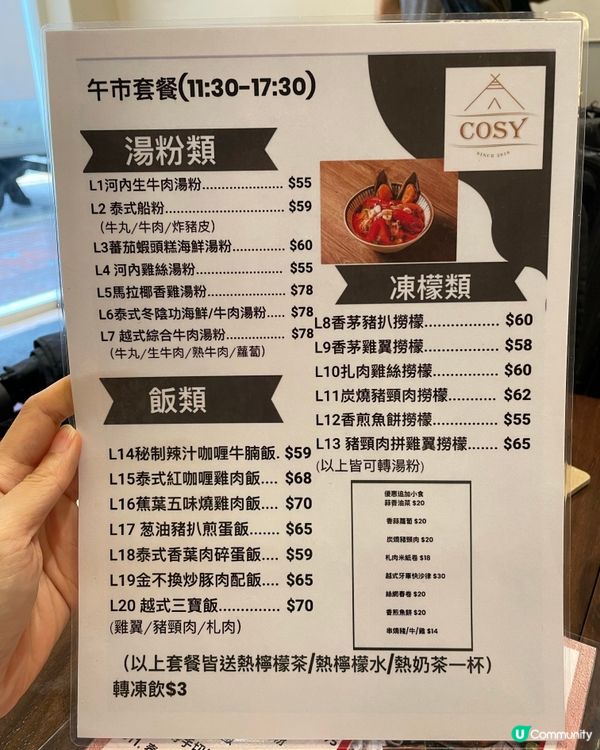 午市套餐(11:30-17:30)
COSY
SINCE 2018
湯粉類
L1河內生牛肉湯粉.................... $55
L2 泰式船粉............................ $59
(牛丸/牛肉/炸豬皮)
L3蕃茄蝦頭糕海鮮湯粉............ $60
L4 河內雞絲湯粉...................... $55
L5馬拉椰香雞湯粉................... $78
L6泰式冬陰功海鮮/牛肉湯粉..... $78
L7 越式綜合牛肉湯粉............... $78
(牛丸/生牛肉/熟牛肉/蘿蔔)
凍檬類
L8香茅豬扒撈檬................. $60
L9香茅雞翼撈檬................. $58
L10扎肉雞絲撈檬................ $60
L11炭燒豬頸肉撈檬........... $62
L12香煎魚餅撈檬............... $55
L13 豬頸肉拼雞翼撈檬....... $65
(以上皆可轉湯粉)
飯類
L14秘制辣汁咖喱牛腩飯. $59
L15泰式紅咖喱雞肉飯.... $68
L16蕉葉五味燒雞肉飯.... $70
L17 葱油豬扒煎蛋飯....... $65
L18泰式香葉肉碎蛋飯.... $59
L19金不換炒豚肉配飯.... $65
L20 越式三寶飯.............. $70
(雞翼/豬頸肉/札肉)
優惠追加小食
蒜香油菜 $20
香蒜蘿蔔 $20
炭燒豬頸肉 $20
札肉米紙卷 $18
越式牙車快沙律 $30
絲網春卷 $20
香煎魚餅 $20
串燒豬/牛/雞 $14
(以上套餐皆送熱檸檬茶/熱檸檬水/熱奶茶一杯)
轉凍飲$3
U Community